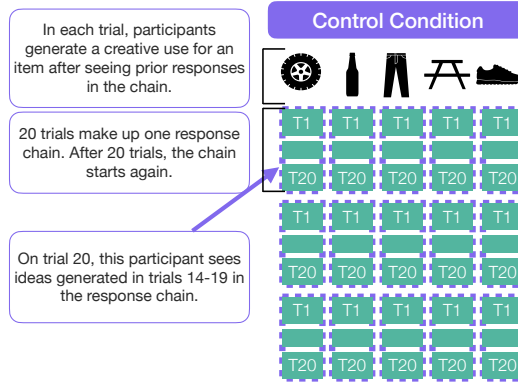 Control Condition
In each trial, participants
generate a creative use for an
item after seeing prior responses
in the chain.
20 trials make up one response
chain. After 20 trials, the chain
starts again.
On trial 20, this participant sees
ideas generated in trials 14-19 in
the response chain.
T1 T1 T1 T1 T1
T20 T20 T20 T20 T20
T1 T1 T1 T1 T1
T20 T20 T20 T20 T20
T1 T1 T1 T1 T1
T20 T20 T20 T20 T20